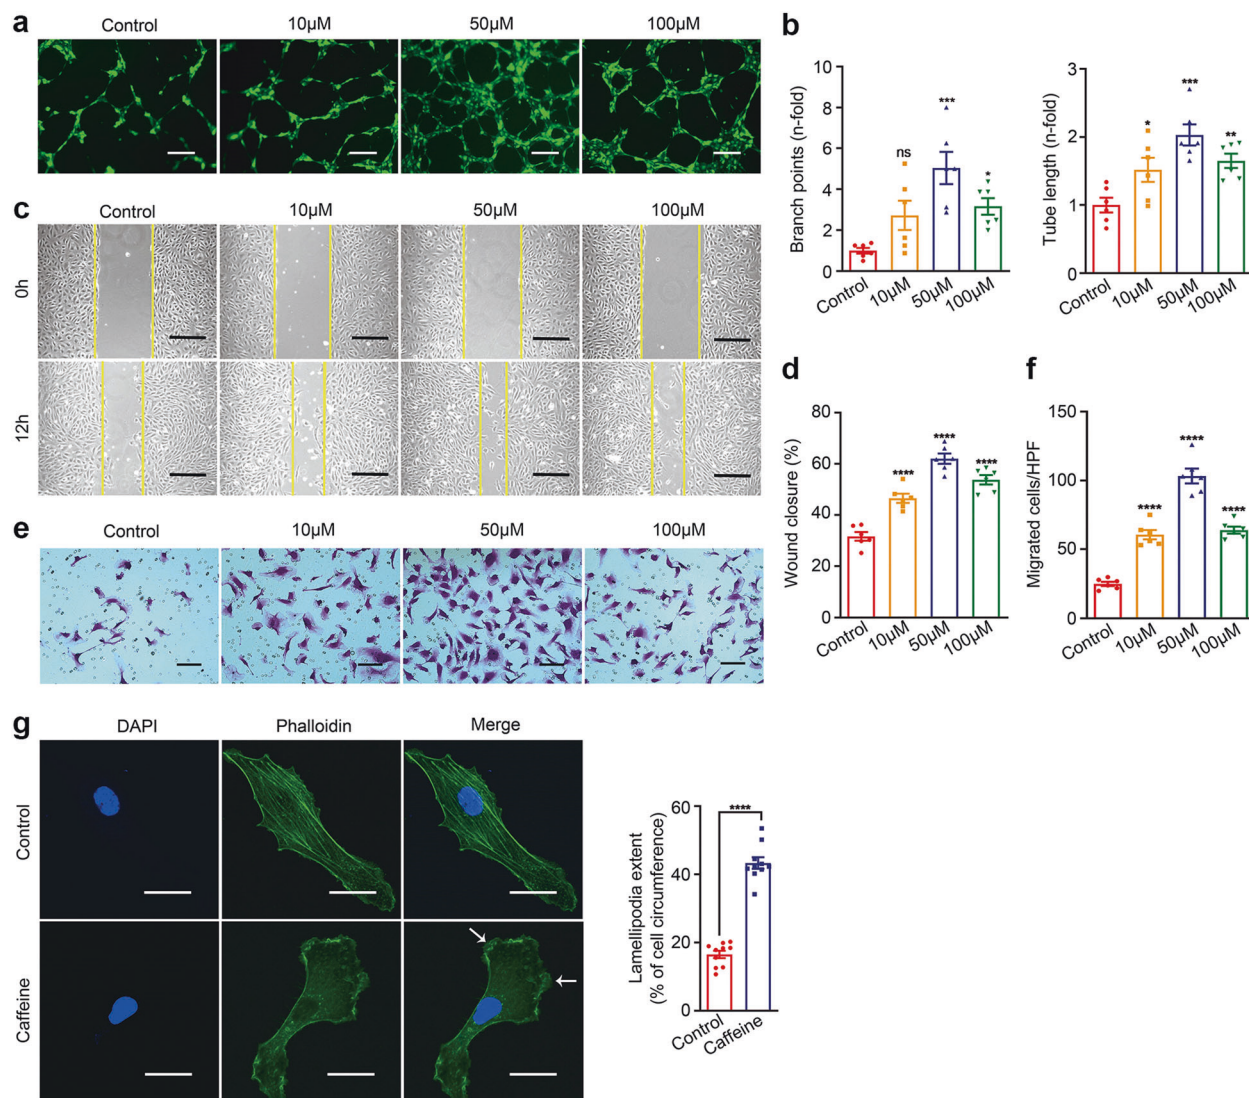 a
Control 10µM 50µM 100µM
b
Branch points (n-fold)
10
8
6
4
2
0
ns
***
*
Control 10µM 50µM 100µM
Tube length (n-fold)
3
2
1
0
*
***
**
Control 10µM 50µM 100µM
c
Control 10µM 50µM 100µM
0h
12h
d
Wound closure (%)
80
60
40
20
0
****
****
****
Control 10µM 50µM 100µM
f
Migrated cells/HPF
150
100
50
0
****
****
****
Control 10µM 50µM 100µM
e
Control 10µM 50µM 100µM
g
DAPI Phalloidin Merge
Control
Caffeine
Lamellipodia extent
(% of cell circumference)
60
40
20
0
****
Control Caffeine